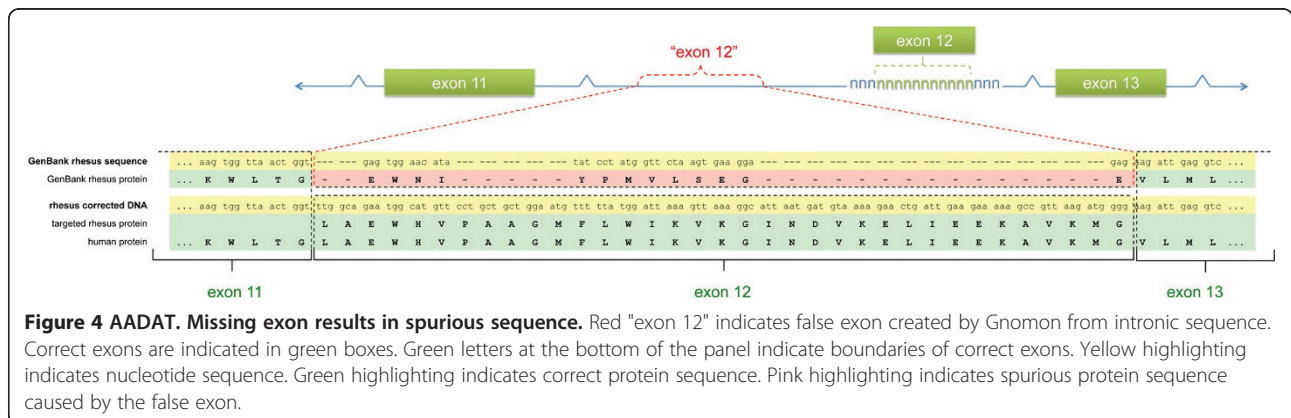 "exon 12"
exon 12
exon 11
nnnnnnnnnnnnnnnnn
exon 13
GenBank rhesus sequence ... aag tgg tta act ggt --- --- gag tgg aac ata --- --- --- --- --- tat cct atg gtt cta agt gaa gga --- --- --- --- --- --- --- --- --- --- --- --- --- gag aag att gag gtc ...
GenBank rhesus protein ... K W L T G - - E W N I - - - - - Y P M V L S E G - - - - - - - - - - - - - E V L M L ...
rhesus corrected DNA ... aag tgg tta act ggt ttg gca gaa tgg cat gtt cct gct gct gga atg ttt tta tgg att aaa gtt aaa ggc att aat gat gta aaa gaa ctg att gaa gaa aag gcc gtt aag atg ggg aag att gag gtc ...
targeted rhesus protein L A E W H V P A A G M F L W I K V K G I N D V K E L I E E K A V K M G
human protein ... K W L T G L A E W H V P A A G M F L W I K V K G I N D V K E L I E E K A V K M G V L M L ...
exon 11 exon 12 exon 13
Figure 4 AADAT. Missing exon results in spurious sequence. Red "exon 12" indicates false exon created by Gnomon from intronic sequence.
Correct exons are indicated in green boxes. Green letters at the bottom of the panel indicate boundaries of correct exons. Yellow highlighting
indicates nucleotide sequence. Green highlighting indicates correct protein sequence. Pink highlighting indicates spurious protein sequence
caused by the false exon.